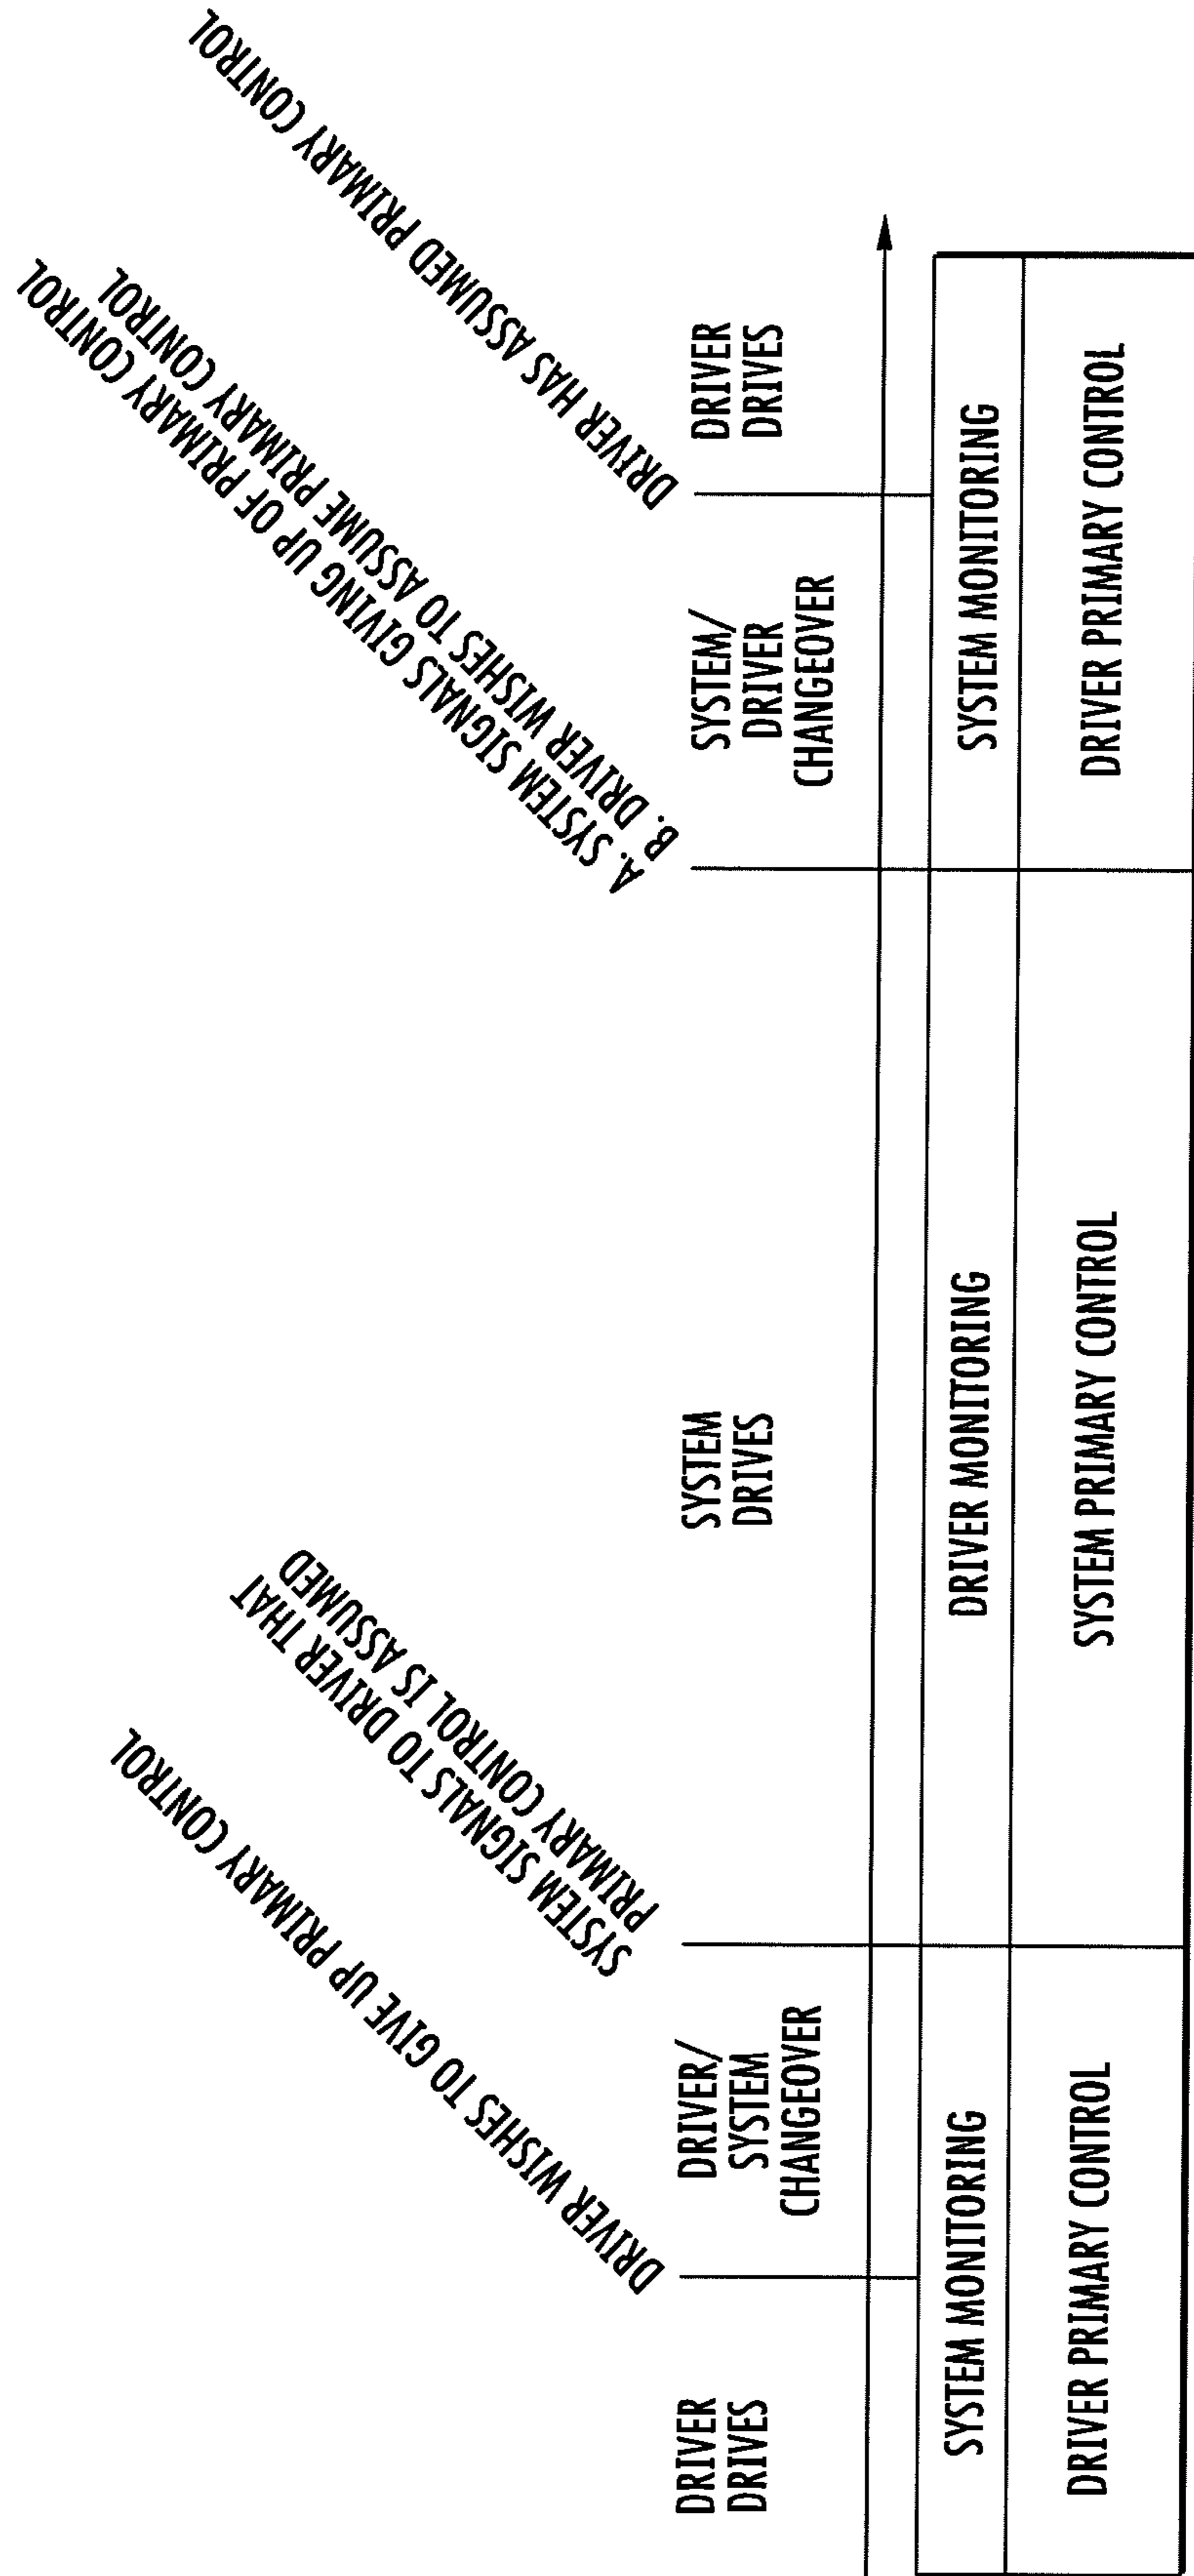 DRIVER WISHES TO GIVE UP PRIMARY CONTROL
SYSTEM SIGNALS TO DRIVER THAT
PRIMARY CONTROL IS ASSUMED
A. SYSTEM SIGNALS GIVING UP OF PRIMARY CONTROL
B. DRIVER WISHES TO ASSUME PRIMARY CONTROL
DRIVER HAS ASSUMED PRIMARY CONTROL
DRIVER
DRIVES
DRIVER/
SYSTEM
CHANGEOVER
SYSTEM
DRIVES
SYSTEM/
DRIVER
CHANGEOVER
DRIVER
DRIVES
SYSTEM MONITORING
DRIVER MONITORING
SYSTEM MONITORING
DRIVER PRIMARY CONTROL
SYSTEM PRIMARY CONTROL
DRIVER PRIMARY CONTROL